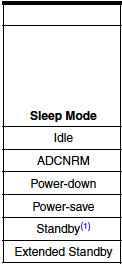 Sleep Mode
Idle
ADCNRM
Power-down
Power-save
Standby(1)
Extended Standby